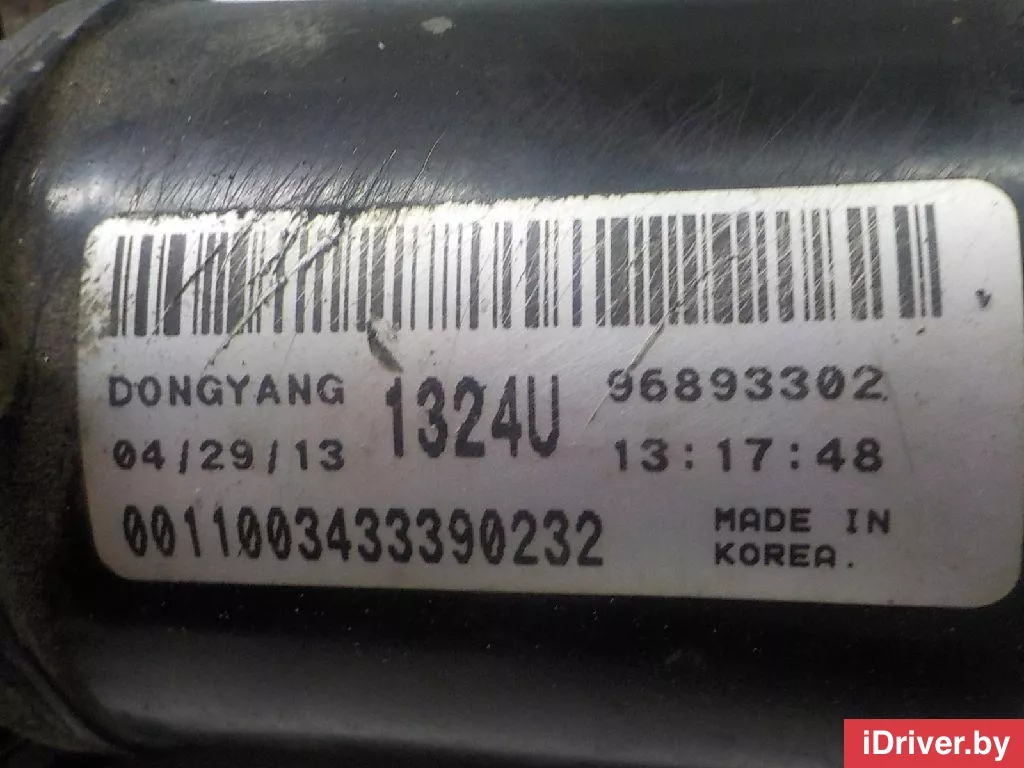 DONGYANG 1324U 96893302
04/29/13 13:17:48
0011003433390232 MADE IN
KOREA.
iDriver.by